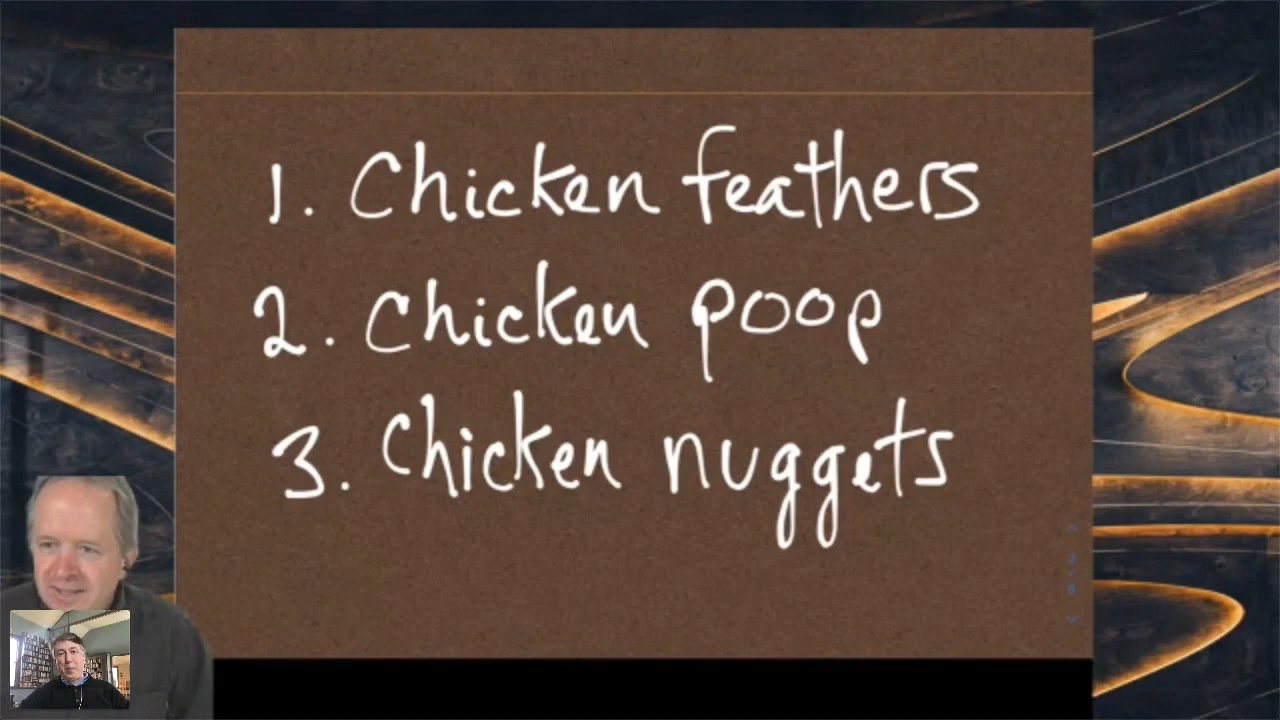 1. Chicken feathers
2. Chicken poop
3. Chicken nuggets